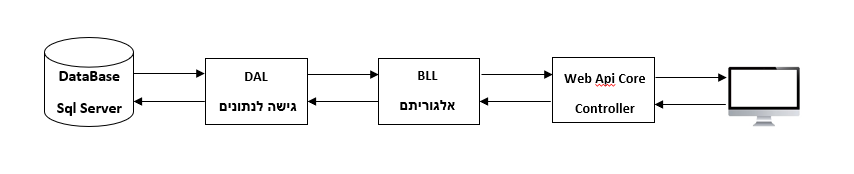 DataBase
Sql Server
DAL
גישה לנתונים
BLL
אלגוריתם
Web Api Core
Controller